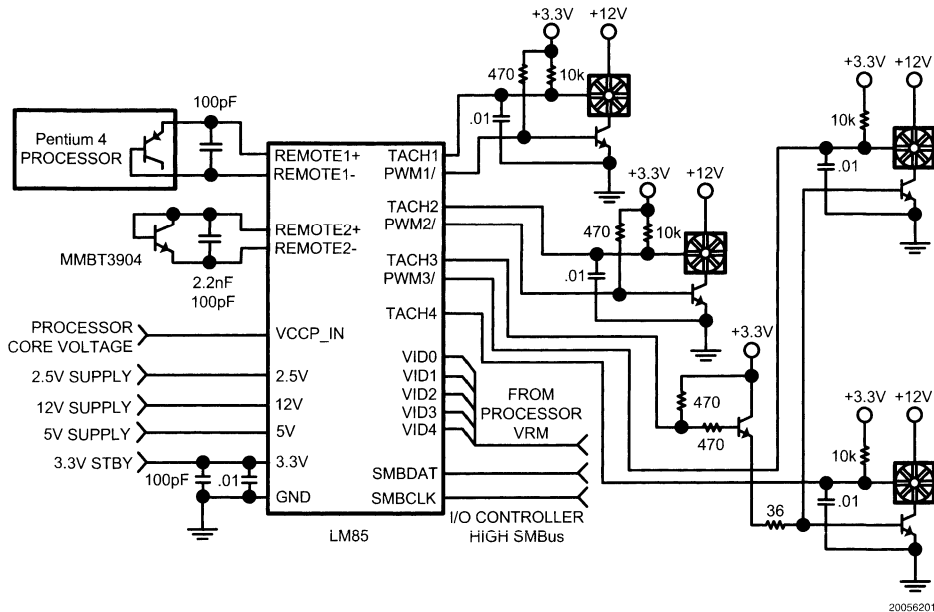 +3.3V
+12V
470
10k
.01
100pF
Pentium 4
PROCESSOR
REMOTE1+
REMOTE1-
TACH1
PWM1/
+3.3V
+12V
10k
.01
+3.3V
+12V
470
10k
.01
TACH2
PWM2/
REMOTE2+
REMOTE2-
MMBT3904
2.2nF
100pF
TACH3
PWM3/
TACH4
PROCESSOR
CORE VOLTAGE
VCCP_IN
2.5V SUPPLY
2.5V
12V SUPPLY
12V
5V SUPPLY
5V
3.3V STBY
3.3V
100pF
.01
GND
VID0
VID1
VID2
VID3
VID4
FROM
PROCESSOR
VRM
SMBDAT
SMBCLK
I/O CONTROLLER
HIGH SMBus
LM85
+3.3V
470
470
36
+3.3V
+12V
10k
.01
20056201